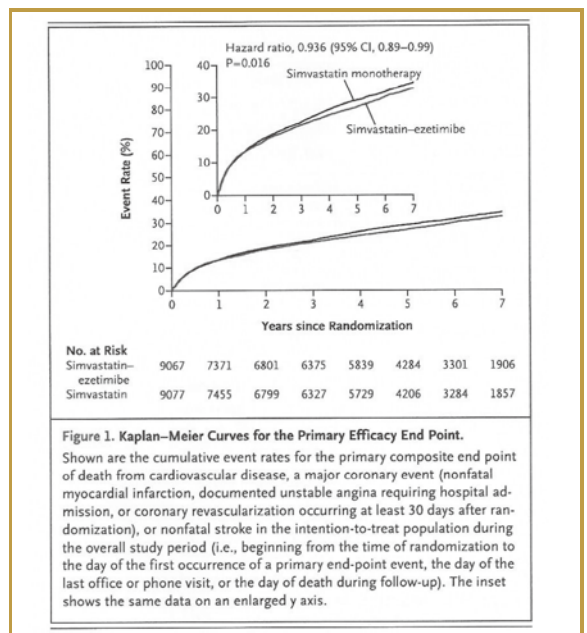 Hazard ratio, 0.936 (95% CI, 0.89–0.99)
P=0.016
Simvastatin monotherapy
Simvastatin–ezetimibe
40
30
20
10
0
0 1 2 3 4 5 6 7
Event Rate (%)
100
90
80
70
60
50
40
30
20
10
0
0 1 2 3 4 5 6 7
Years since Randomization
No. at Risk
Simvastatin– 9067 7371 6801 6375 5839 4284 3301 1906
ezetimibe
Simvastatin 9077 7455 6799 6327 5729 4206 3284 1857
Figure 1. Kaplan–Meier Curves for the Primary Efficacy End Point.
Shown are the cumulative event rates for the primary composite end point
of death from cardiovascular disease, a major coronary event (nonfatal
myocardial infarction, documented unstable angina requiring hospital ad-
mission, or coronary revascularization occurring at least 30 days after ran-
domization), or nonfatal stroke in the intention-to-treat population during
the overall study period (i.e., beginning from the time of randomization to
the day of the first occurrence of a primary end-point event, the day of the
last office or phone visit, or the day of death during follow-up). The inset
shows the same data on an enlarged y axis.